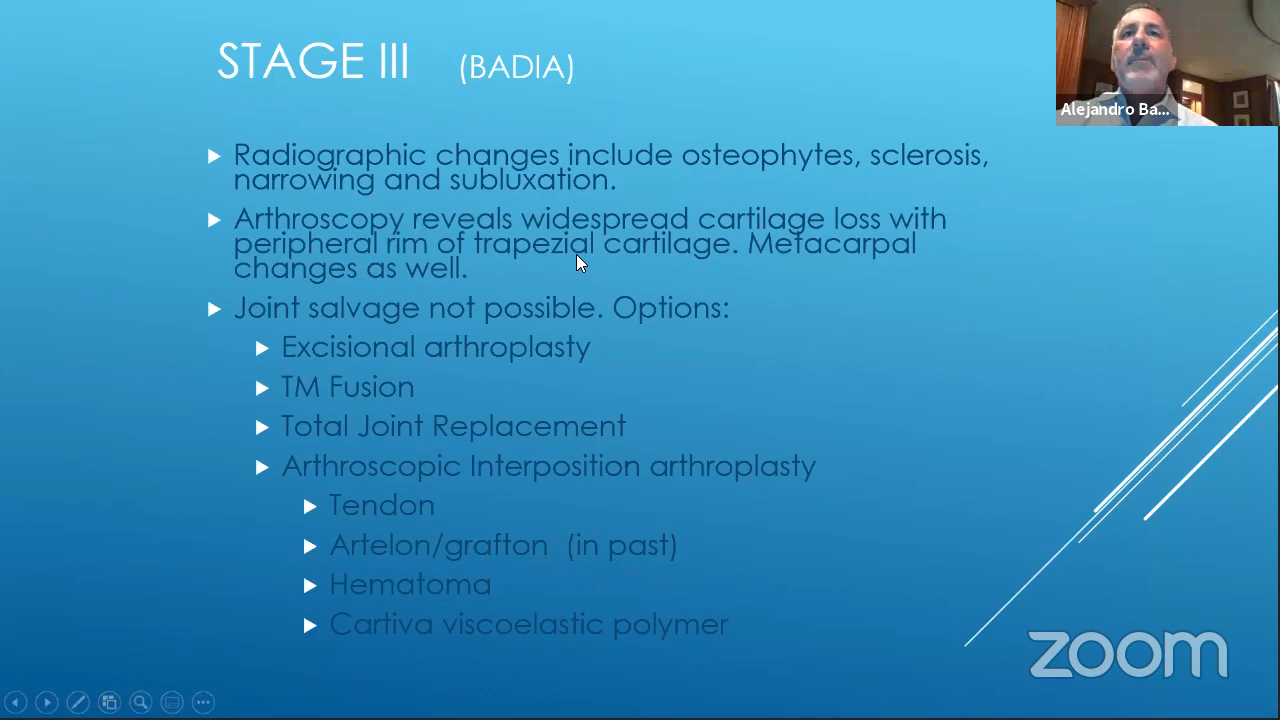 STAGE III (BADIA)
Alejandro Ba...
Radiographic changes include osteophytes, sclerosis,
narrowing and subluxation.
Arthroscopy reveals widespread cartilage loss with
peripheral rim of trapezial cartilage. Metacarpal
changes as well.
Joint salvage not possible. Options:
Excisional arthroplasty
TM Fusion
Total Joint Replacement
Arthroscopic Interposition arthroplasty
Tendon
Artelon/grafton (in past)
Hematoma
Cartiva viscoelastic polymer
zoom